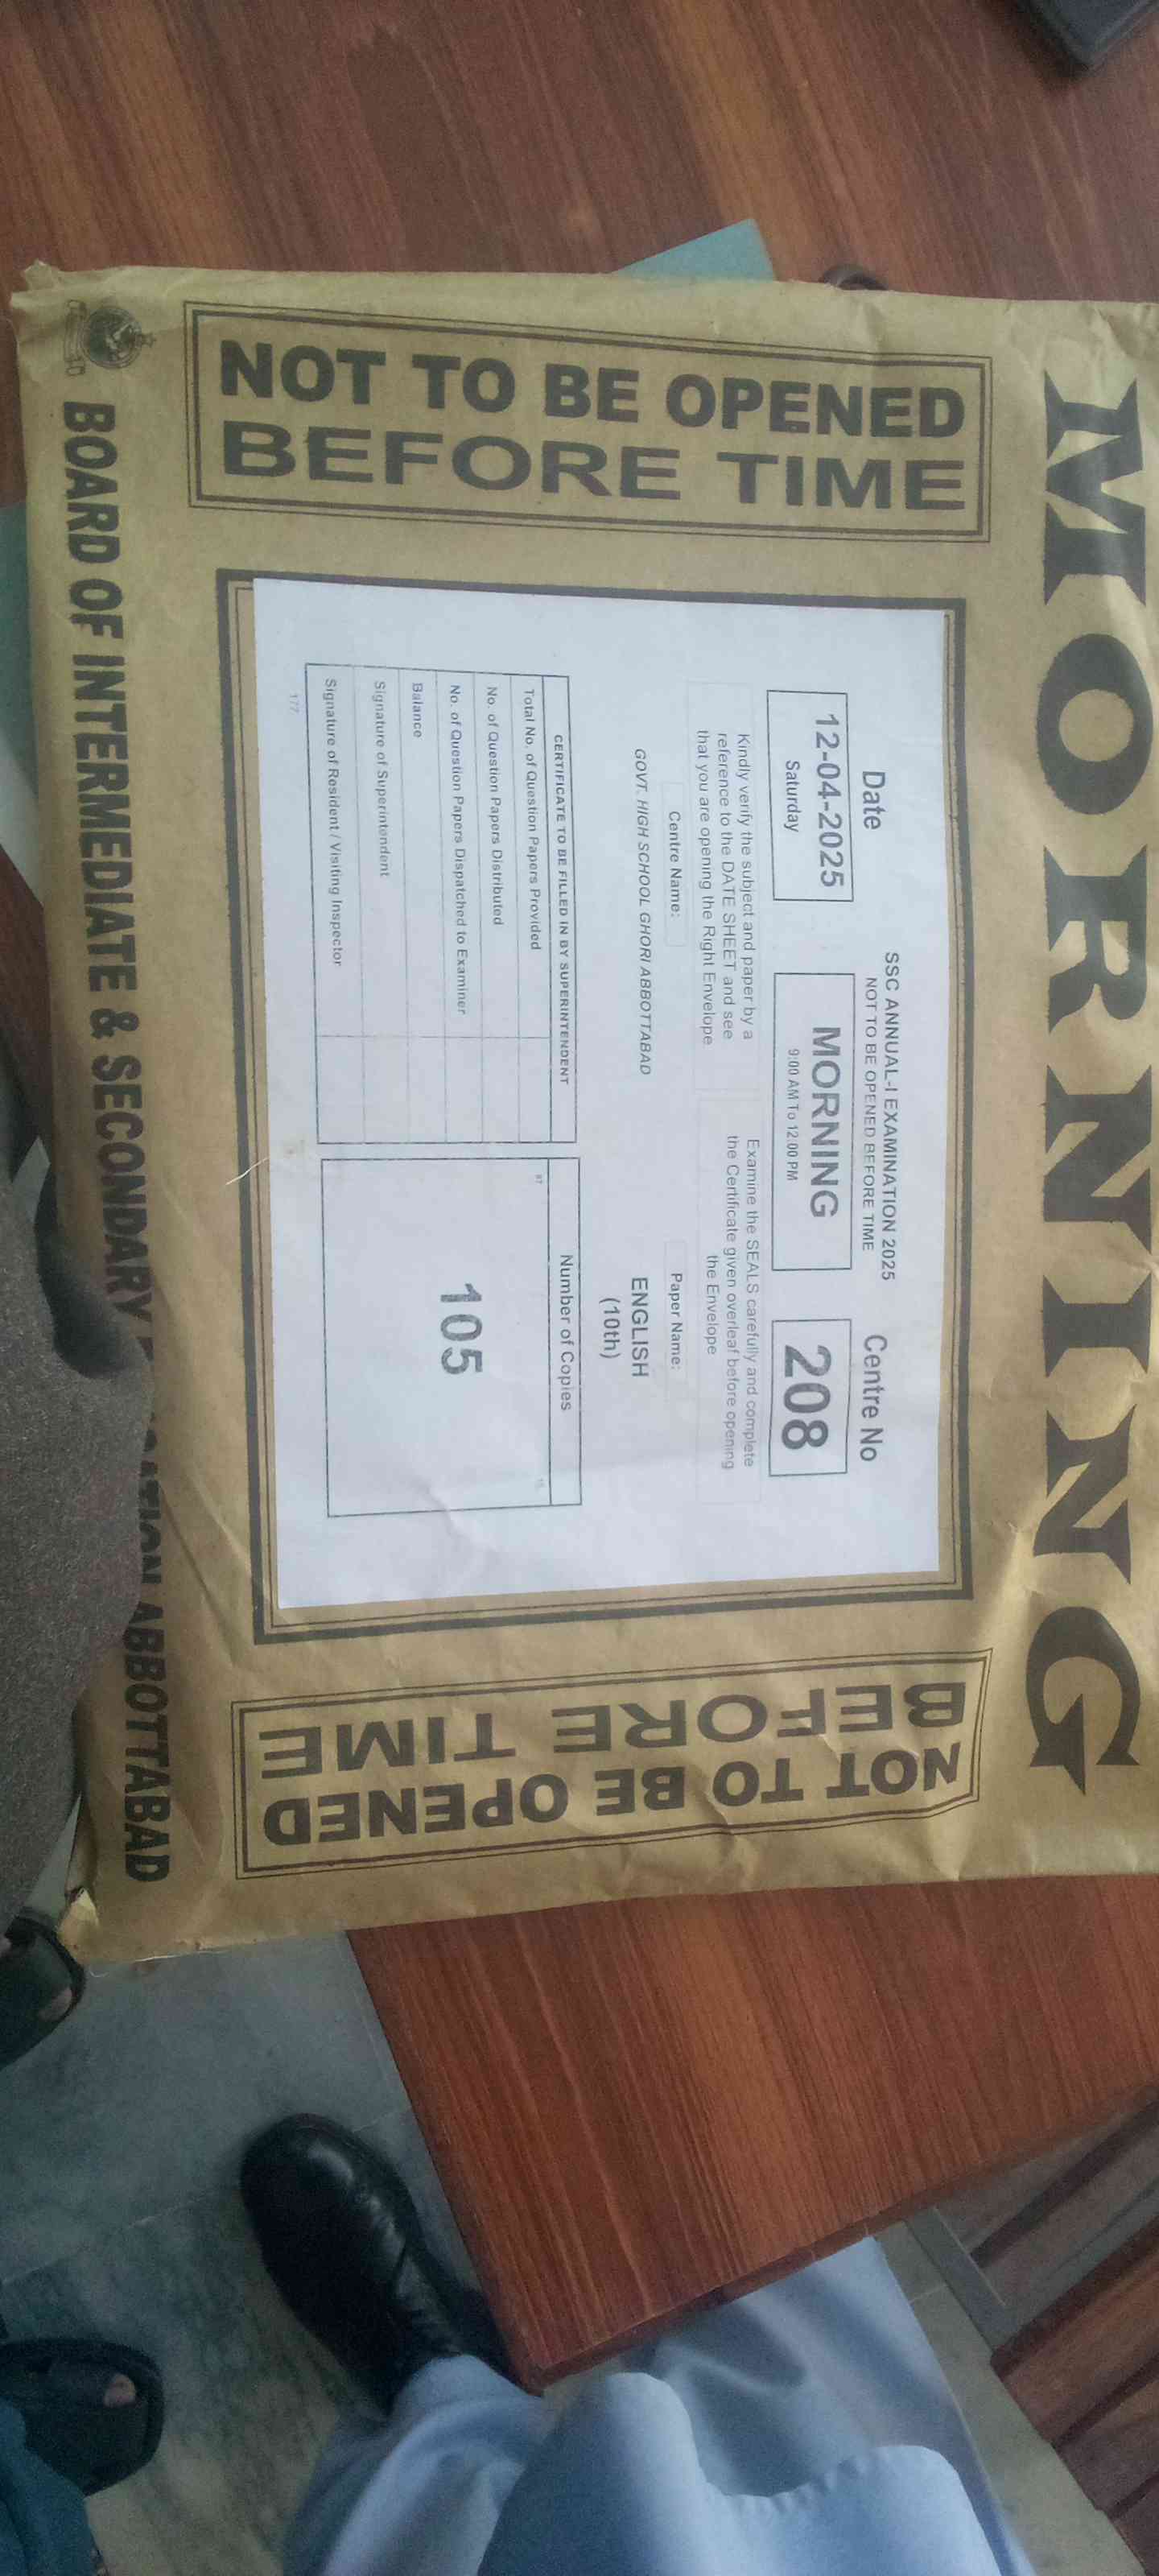 MORNING
NOT TO BE OPENED
BEFORE TIME
SSC ANNUAL-I EXAMINATION 2025
NOT TO BE OPENED BEFORE TIME
Date
12-04-2025
Saturday
MORNING
9:00 AM To 12:00 PM
Centre No
208
Kindly verify the subject and paper by a
reference to the DATE SHEET and see
that you are opening the Right Envelope
Examine the SEALS carefully and complete
the Certificate given overleaf before opening
the Envelope
Centre Name:
GOVT. HIGH SCHOOL GHORI ABBOTTABAD
Paper Name:
ENGLISH
(10th)
CERTIFICATE TO BE FILLED IN BY SUPERINTENDENT
Total No. of Question Papers Provided
No. of Question Papers Distributed
No. of Question Papers Dispatched to Examiner
Balance
Signature of Superintendent
Signature of Resident / Visiting Inspector
177
Number of Copies
105
NOT TO BE OPENED
BEFORE TIME
BOARD OF INTERMEDIATE & SECONDARY ABBOTTABAD